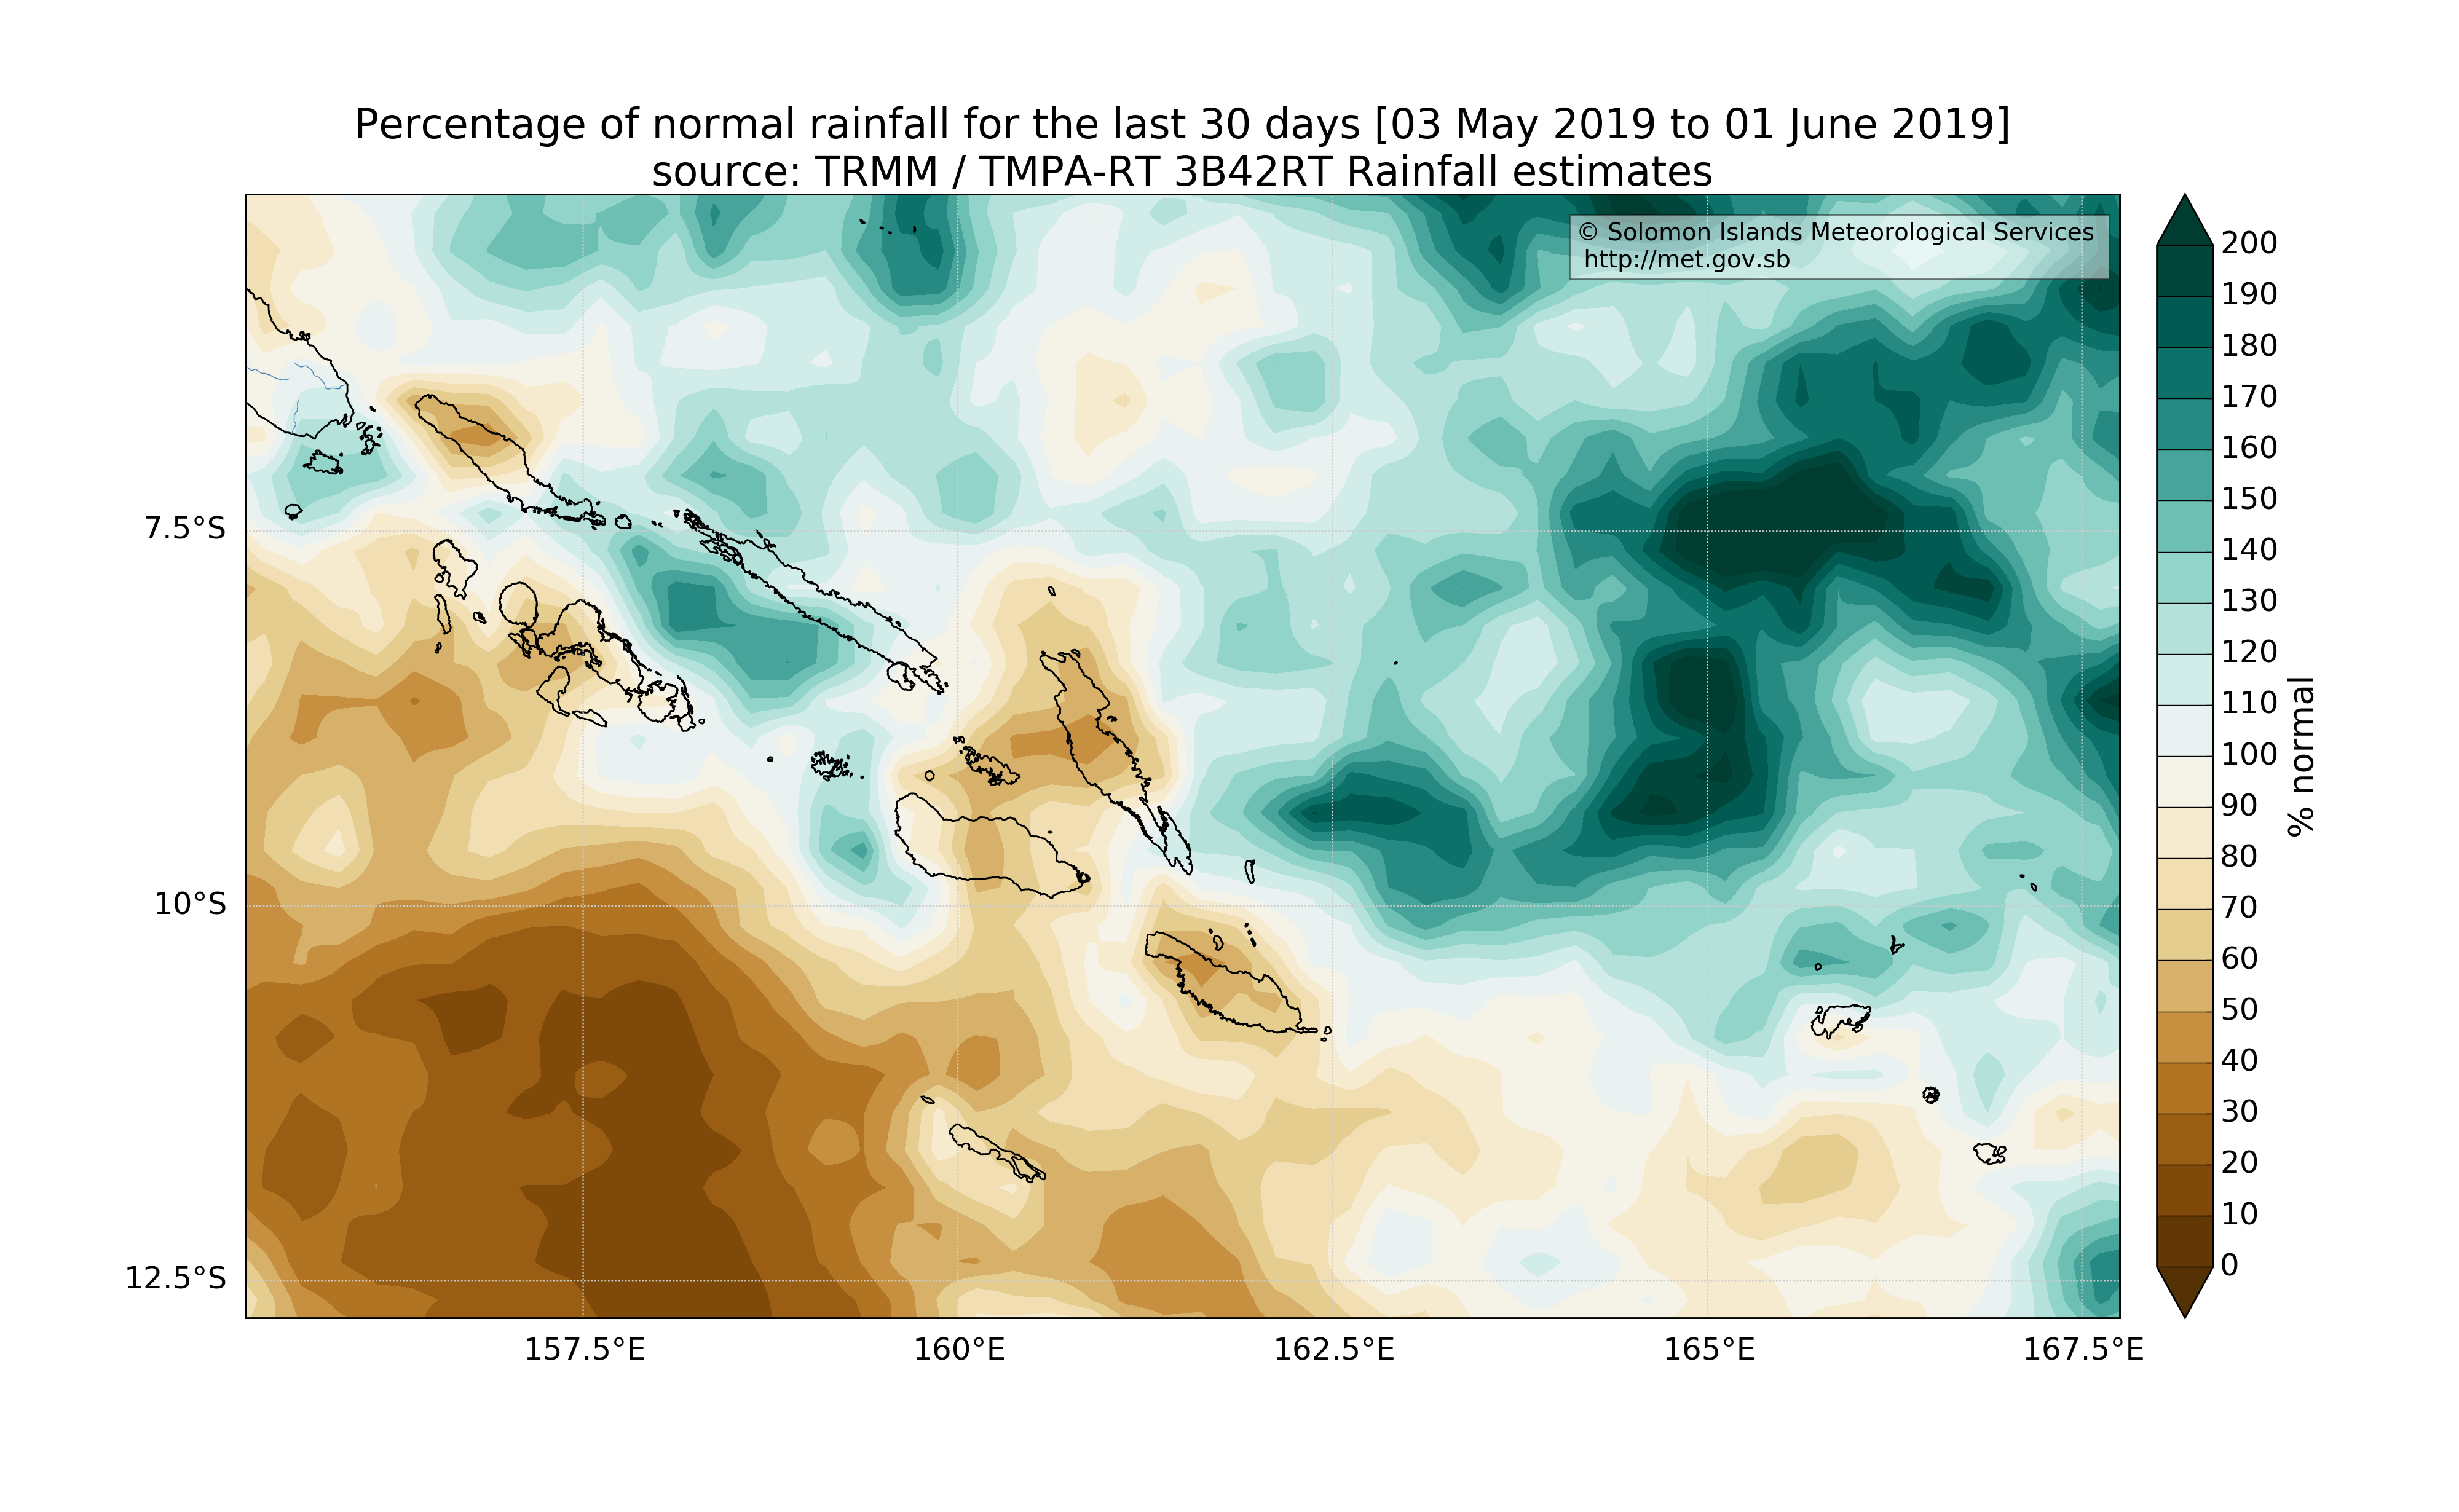 Percentage of normal rainfall for the last 30 days [03 May 2019 to 01 June 2019]
source: TRMM / TMPA-RT 3B42RT Rainfall estimates
© Solomon Islands Meteorological Services
http://met.gov.sb
7.5°S
10°S
12.5°S
157.5°E
160°E
162.5°E
165°E
167.5°E
200
190
180
170
160
150
140
130
120
110
100
90
80
70
60
50
40
30
20
10
0
% normal